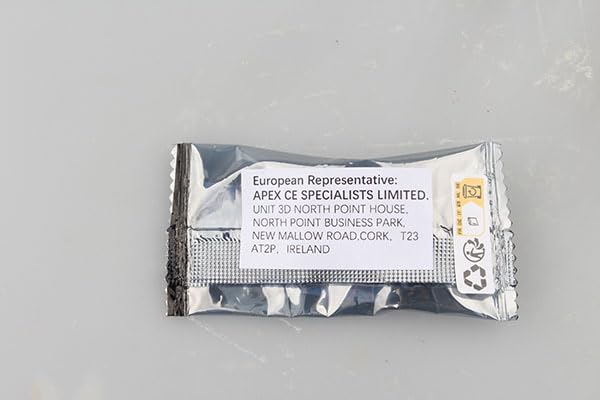 European Representative:
APEX CE SPECIALISTS LIMITED.
UNIT 3D NORTH POINT HOUSE,
NORTH POINT BUSINESS PARK,
NEW MALLOW ROAD.CORK, T23
AT2P, IRELAND